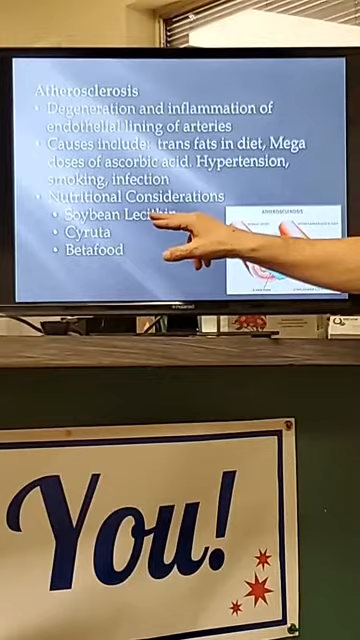 Atherosclerosis
• Degeneration and inflammation of
endothelial lining of arteries
• Causes include: trans fats in diet, Mega
doses of ascorbic acid. Hypertension,
smoking, infection
• Nutritional Considerations
• Soybean Lecithin
• Cyruta
• Betafood
ATHEROSCLEROSIS
You!